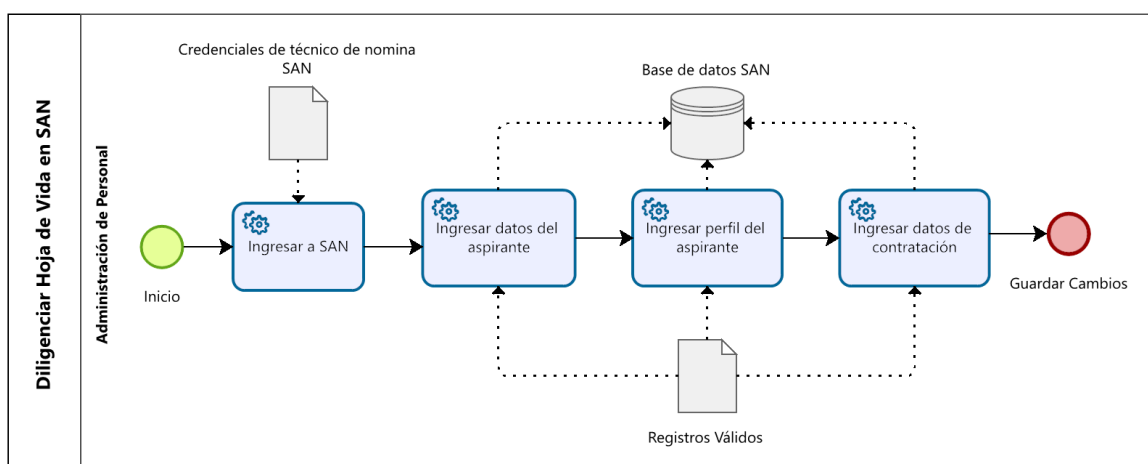 Diligenciar Hoja de Vida en SAN
Administración de Personal
Credenciales de técnico de nomina
SAN
Base de datos SAN
Inicio
Ingresar a SAN
Ingresar datos del
aspirante
Ingresar perfil del
aspirante
Ingresar datos de
contratación
Guardar Cambios
Registros Válidos